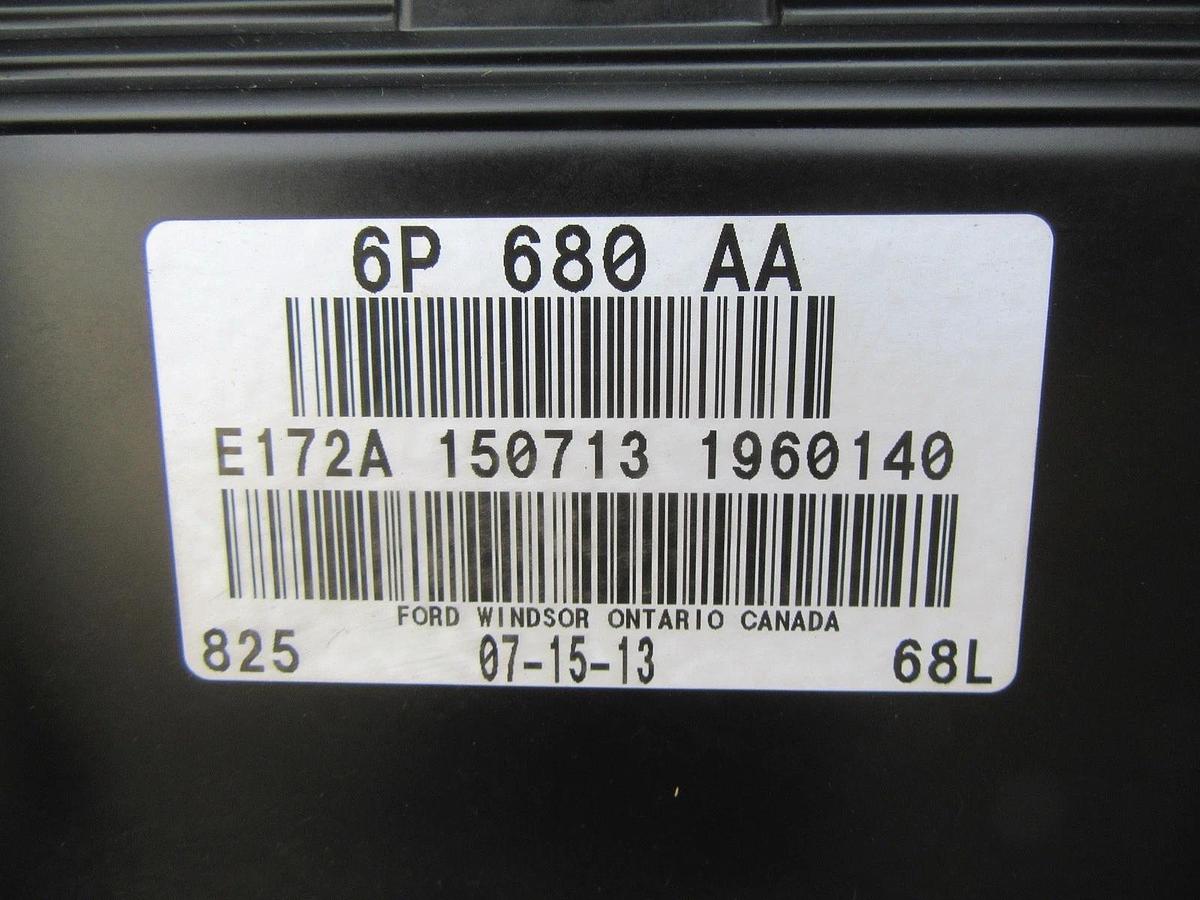 6P 680 AA
E172A 150713 1960140
FORD WINDSOR ONTARIO CANADA
825 07-15-13 68L